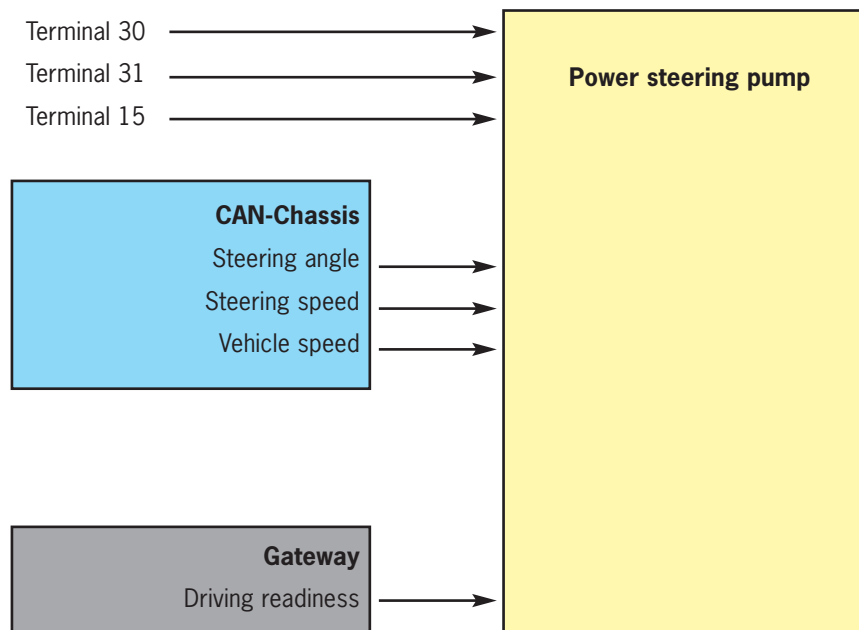 Terminal 30
Terminal 31
Terminal 15
Power steering pump
CAN-Chassis
Steering angle
Steering speed
Vehicle speed
Gateway
Driving readiness